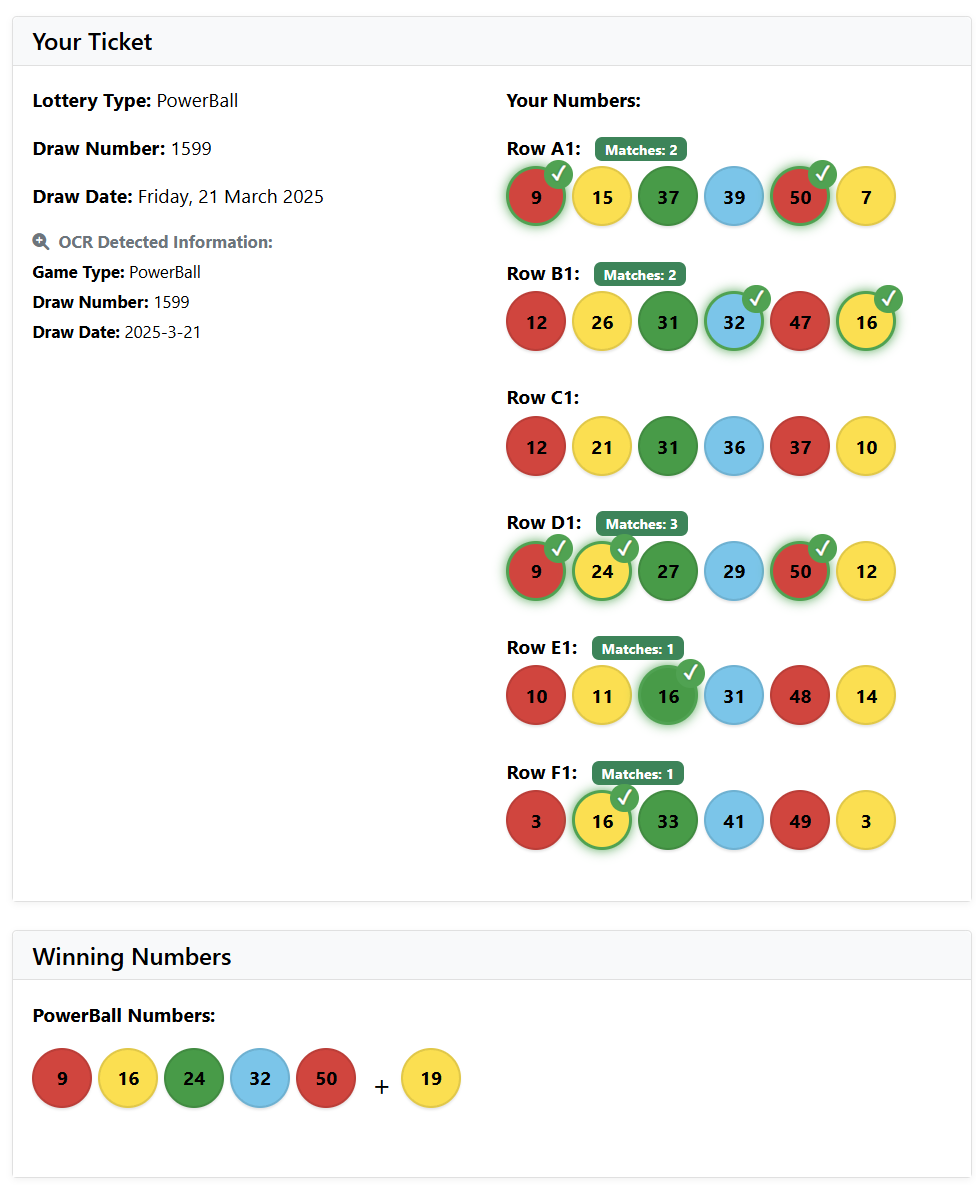 Your Ticket
Lottery Type: PowerBall
Draw Number: 1599
Draw Date: Friday, 21 March 2025
OCR Detected Information:
Game Type: PowerBall
Draw Number: 1599
Draw Date: 2025-3-21
Your Numbers:
Row A1: Matches: 2
9 15 37 39 50 7
Row B1: Matches: 2
12 26 31 32 47 16
Row C1:
12 21 31 36 37 10
Row D1: Matches: 3
9 24 27 29 50 12
Row E1: Matches: 1
10 11 16 31 48 14
Row F1: Matches: 1
3 16 33 41 49 3
Winning Numbers
PowerBall Numbers:
9 16 24 32 50 + 19